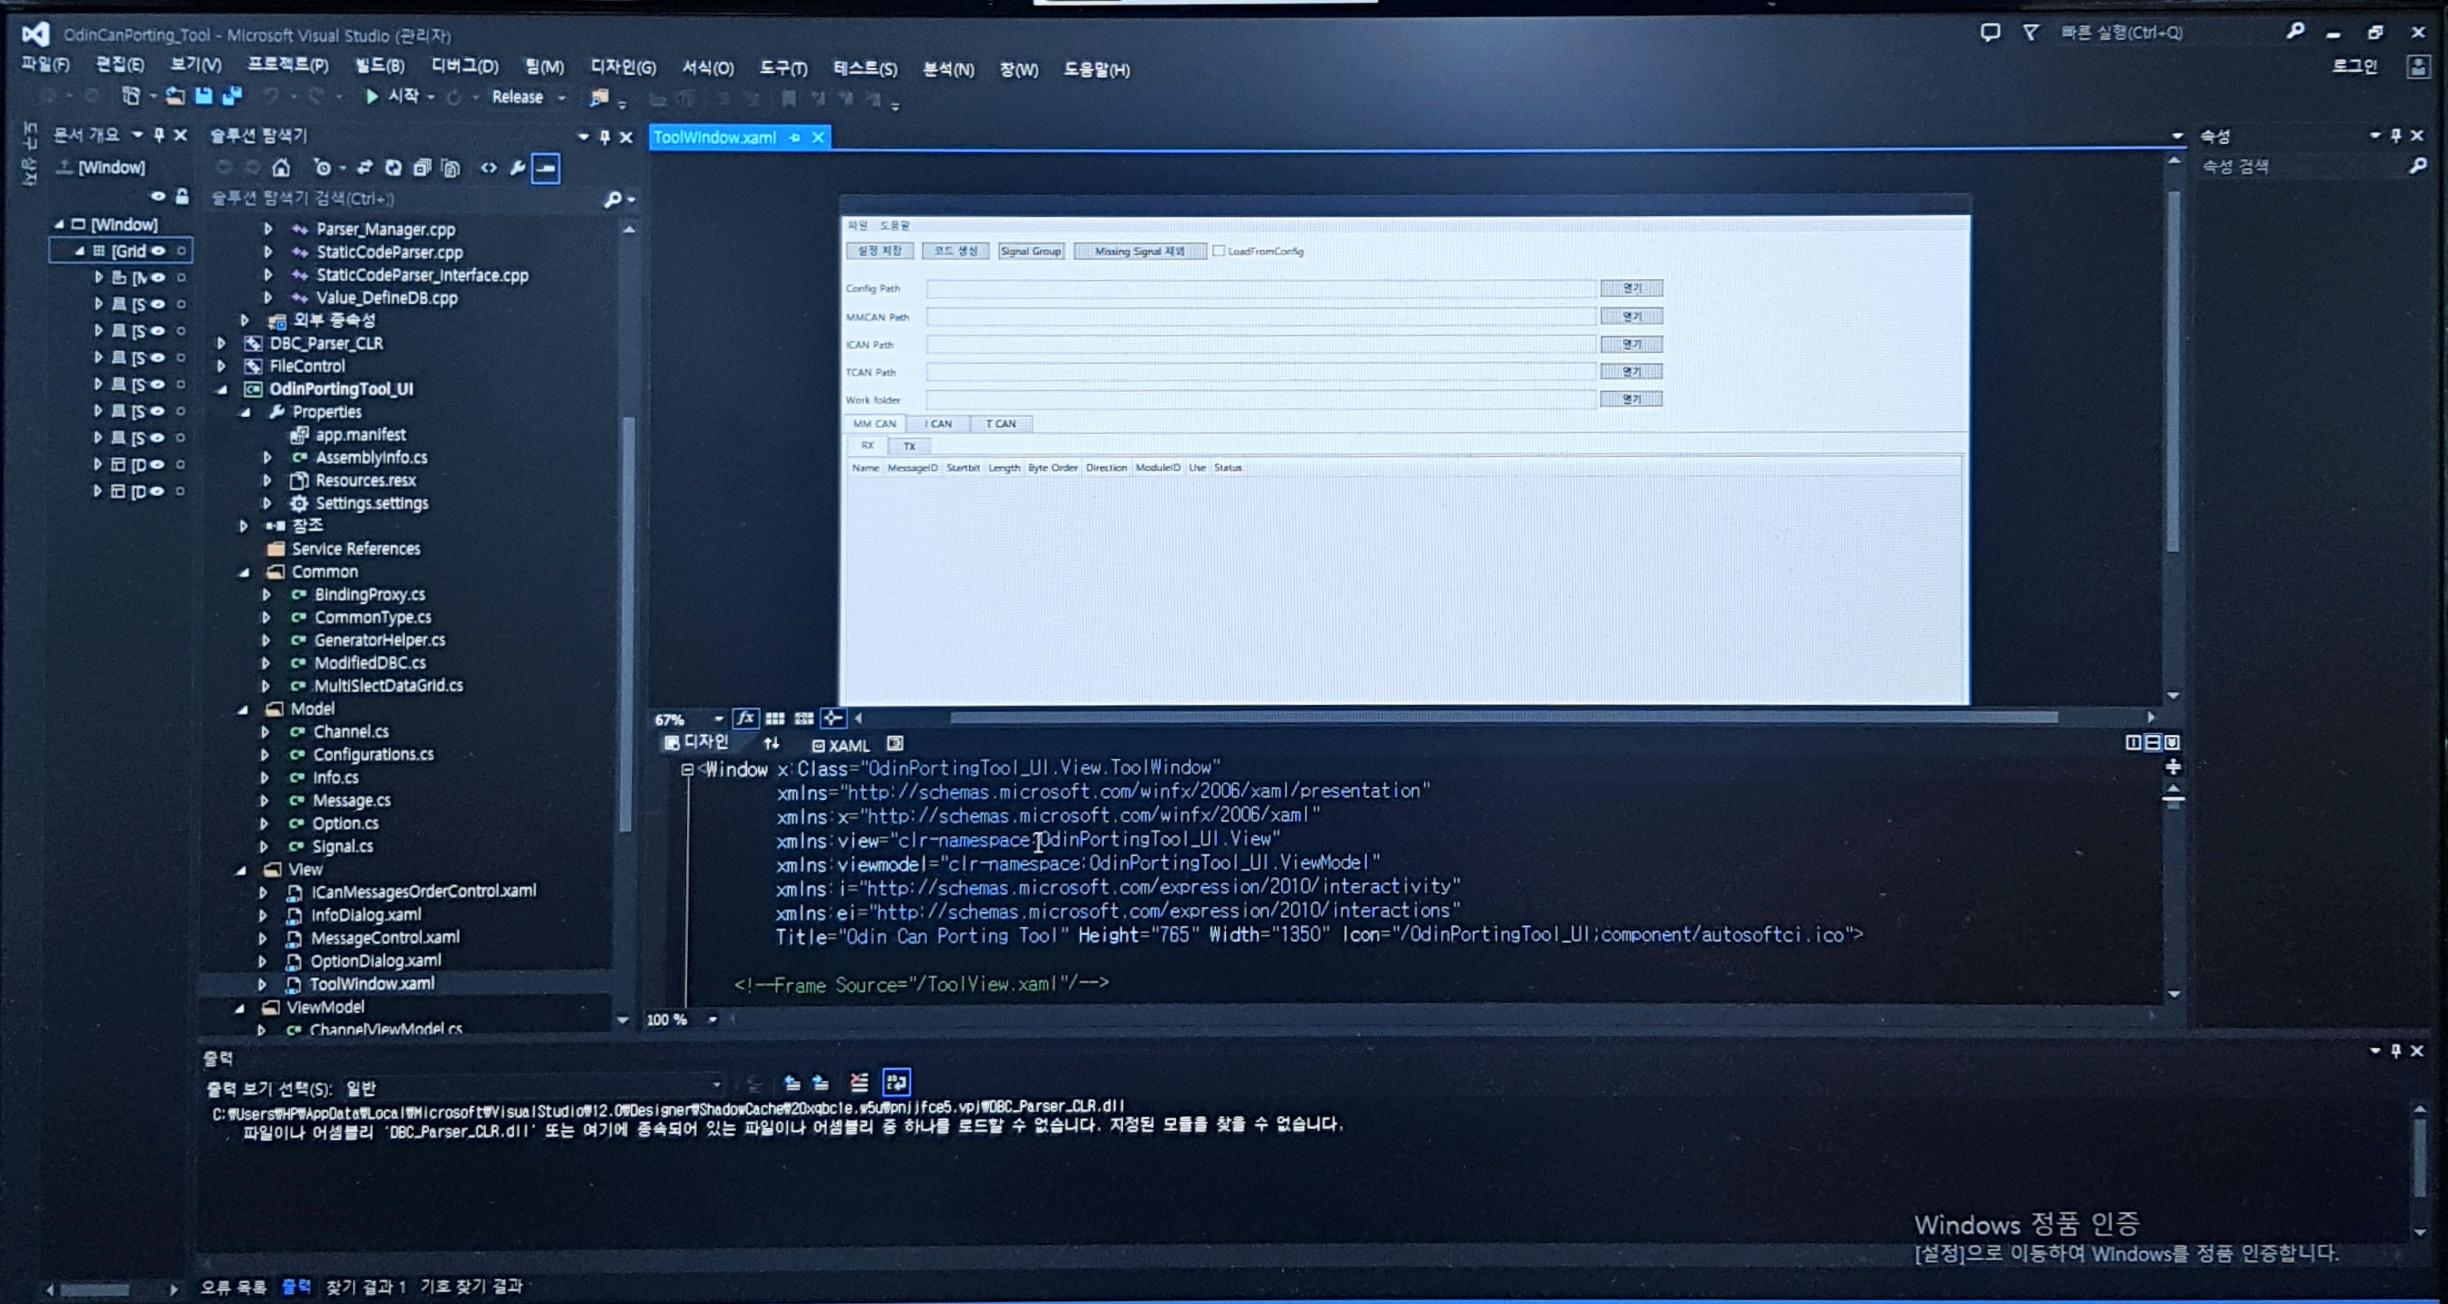 OdinCanPorting_Tool - Microsoft Visual Studio (관리자)
빠른 실행(Ctrl+Q)
파일(F) 편집(E) 보기(V) 프로젝트(P) 빌드(B) 디버그(D) 팀(M) 디자인(G) 서식(O) 도구(T) 테스트(S) 분석(N) 창(W) 도움말(H)
로그인
시작 Release
도구 상자
문서 개요
[Window]
[Window]
[Grid
[M
[S
[S
[S
[S
[S
[S
[D
[D
솔루션 탐색기
솔루션 탐색기 검색(Ctrl+;)
Parser_Manager.cpp
StaticCodeParser.cpp
StaticCodeParser_Interface.cpp
Value_DefineDB.cpp
외부 종속성
DBC_Parser_CLR
FileControl
OdinPortingTool_UI
Properties
app.manifest
AssemblyInfo.cs
Resources.resx
Settings.settings
참조
Service References
Common
BindingProxy.cs
CommonType.cs
GeneratorHelper.cs
ModifiedDBC.cs
MultiSlectDataGrid.cs
Model
Channel.cs
Configurations.cs
Info.cs
Message.cs
Option.cs
Signal.cs
View
ICanMessagesOrderControl.xaml
InfoDialog.xaml
MessageControl.xaml
OptionDialog.xaml
ToolWindow.xaml
ViewModel
ChannelViewModel.cs
ToolWindow.xaml
파일 도움말
설정 저장 코드 생성 Signal Group Missing Signal 제외 LoadFromConfig
Config Path 열기
MMCAN Path 열기
ICAN Path 열기
TCAN Path 열기
Work folder 열기
MM CAN I CAN T CAN
RX TX
Name MessageID Startbit Length Byte Order Direction ModuleID Use Status
67%
디자인 XAML
<Window x:Class="OdinPortingTool_UI.View.ToolWindow"
xmlns="http://schemas.microsoft.com/winfx/2006/xaml/presentation"
xmlns:x="http://schemas.microsoft.com/winfx/2006/xaml"
xmlns:view="clr-namespace:OdinPortingTool_UI.View"
xmlns:viewmodel="clr-namespace:OdinPortingTool_UI.ViewModel"
xmlns:i="http://schemas.microsoft.com/expression/2010/interactivity"
xmlns:ei="http://schemas.microsoft.com/expression/2010/interactions"
Title="Odin Can Porting Tool" Height="765" Width="1350" Icon="/OdinPortingTool_UI;component/autosoftci.ico">
<!--Frame Source="/ToolView.xaml"/-->
100 %
속성
속성 검색
출력
출력 보기 선택(S): 일반
C:₩Users₩HP₩AppData₩Local₩Microsoft₩VisualStudio₩12.0₩Designer₩ShadowCache₩20xqbc1e.w5u₩pnjjfce5.vpj₩DBC_Parser_CLR.dll
파일이나 어셈블리 'DBC_Parser_CLR.dll' 또는 여기에 종속되어 있는 파일이나 어셈블리 중 하나를 로드할 수 없습니다. 지정된 모듈을 찾을 수 없습니다.
Windows 정품 인증
[설정]으로 이동하여 Windows를 정품 인증합니다.
오류 목록 출력 찾기 결과 1 기호 찾기 결과